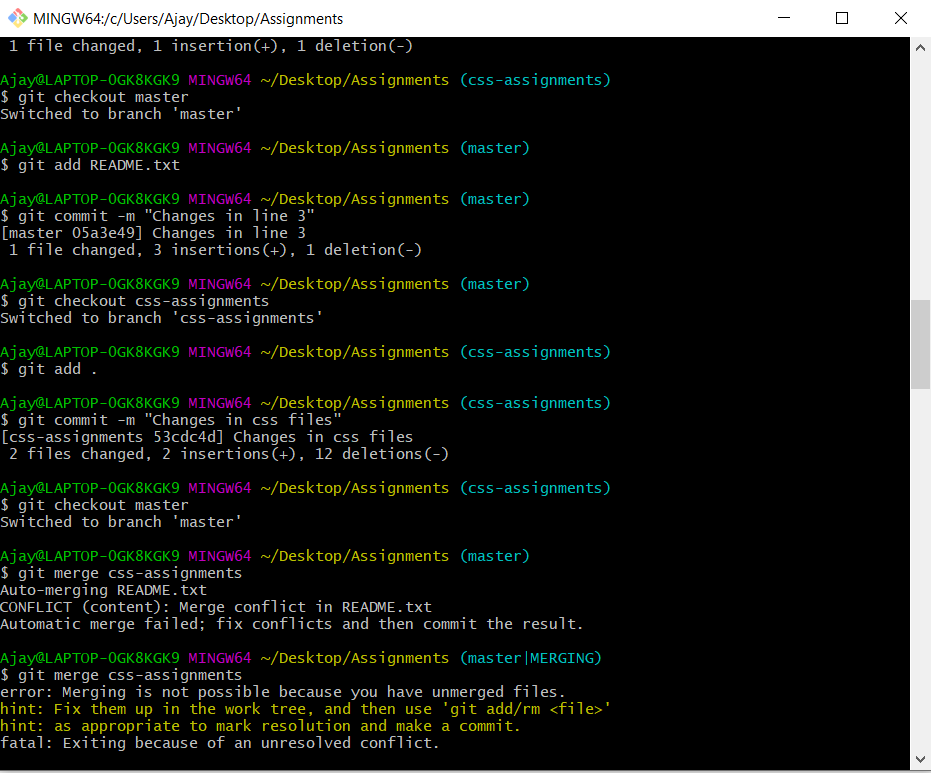 MINGW64:/c/Users/Ajay/Desktop/Assignments
1 file changed, 1 insertion(+), 1 deletion(-)
Ajay@LAPTOP-OGK8KGK9 MINGW64 ~/Desktop/Assignments (css-assignments)
$ git checkout master
Switched to branch 'master'
Ajay@LAPTOP-OGK8KGK9 MINGW64 ~/Desktop/Assignments (master)
$ git add README.txt
Ajay@LAPTOP-OGK8KGK9 MINGW64 ~/Desktop/Assignments (master)
$ git commit -m "Changes in line 3"
[master 05a3e49] Changes in line 3
1 file changed, 3 insertions(+), 1 deletion(-)
Ajay@LAPTOP-OGK8KGK9 MINGW64 ~/Desktop/Assignments (master)
$ git checkout css-assignments
Switched to branch 'css-assignments'
Ajay@LAPTOP-OGK8KGK9 MINGW64 ~/Desktop/Assignments (css-assignments)
$ git add .
Ajay@LAPTOP-OGK8KGK9 MINGW64 ~/Desktop/Assignments (css-assignments)
$ git commit -m "Changes in css files"
[css-assignments 53cdc4d] Changes in css files
2 files changed, 2 insertions(+), 12 deletions(-)
Ajay@LAPTOP-OGK8KGK9 MINGW64 ~/Desktop/Assignments (css-assignments)
$ git checkout master
Switched to branch 'master'
Ajay@LAPTOP-OGK8KGK9 MINGW64 ~/Desktop/Assignments (master)
$ git merge css-assignments
Auto-merging README.txt
CONFLICT (content): Merge conflict in README.txt
Automatic merge failed; fix conflicts and then commit the result.
Ajay@LAPTOP-OGK8KGK9 MINGW64 ~/Desktop/Assignments (master|MERGING)
$ git merge css-assignments
error: Merging is not possible because you have unmerged files.
hint: Fix them up in the work tree, and then use 'git add/rm <file>'
hint: as appropriate to mark resolution and make a commit.
fatal: Exiting because of an unresolved conflict.